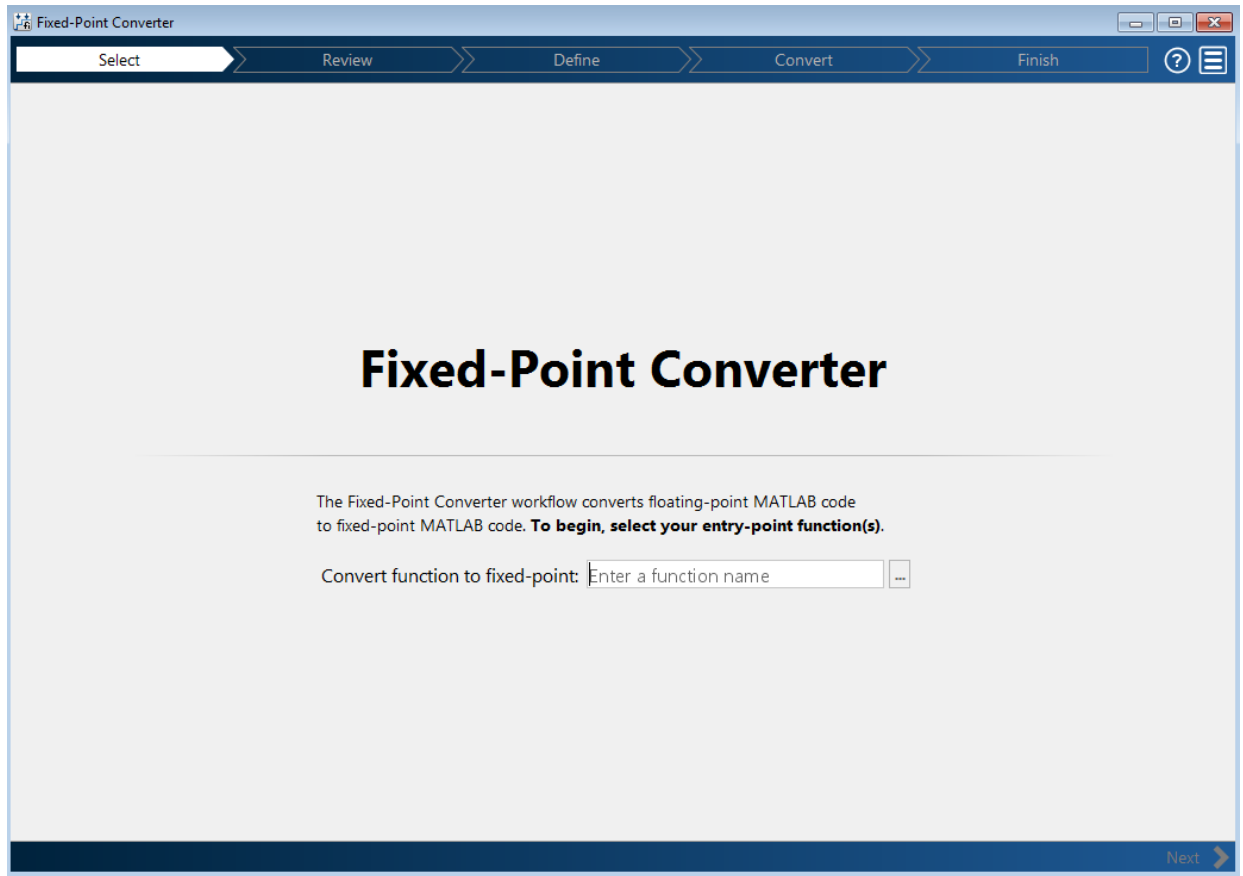 Fixed-Point Converter
Select Review Define Convert Finish
Fixed-Point Converter
The Fixed-Point Converter workflow converts floating-point MATLAB code
to fixed-point MATLAB code. To begin, select your entry-point function(s).
Convert function to fixed-point: Enter a function name ...
Next